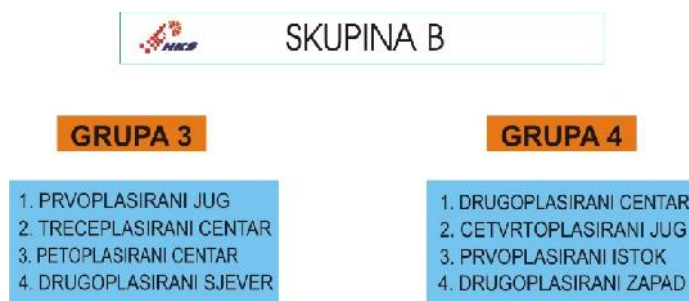 HKS
SKUPINA B
GRUPA 3
1. PRVOPLASIRANI JUG
2. TRECEPLASIRANI CENTAR
3. PETOPLASIRANI CENTAR
4. DRUGOPLASIRANI SJEVER
GRUPA 4
1. DRUGOPLASIRANI CENTAR
2. CETVRTOPLASIRANI JUG
3. PRVOPLASIRANI ISTOK
4. DRUGOPLASIRANI ZAPAD